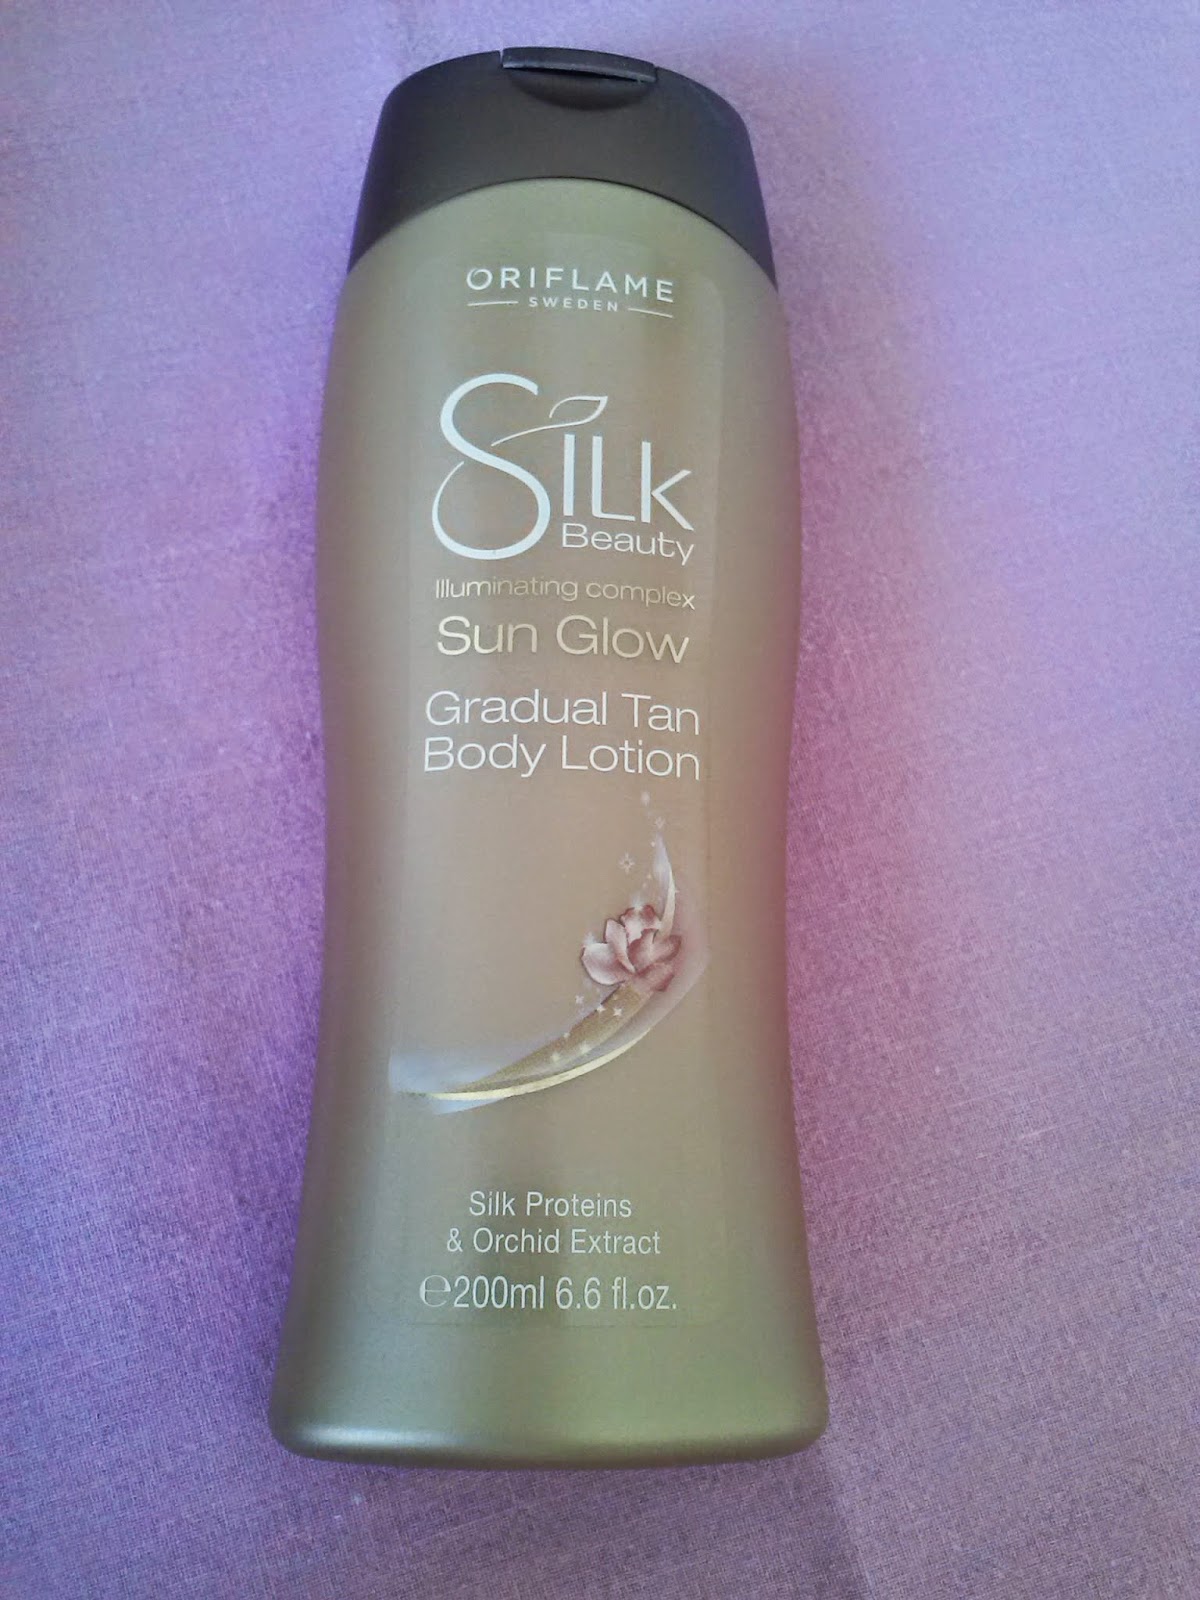 ORIFLAME
SWEDEN
SILK
Beauty
Illuminating complex
Sun Glow
Gradual Tan
Body Lotion
Silk Proteins
& Orchid Extract
℮200ml 6.6 fl.oz.